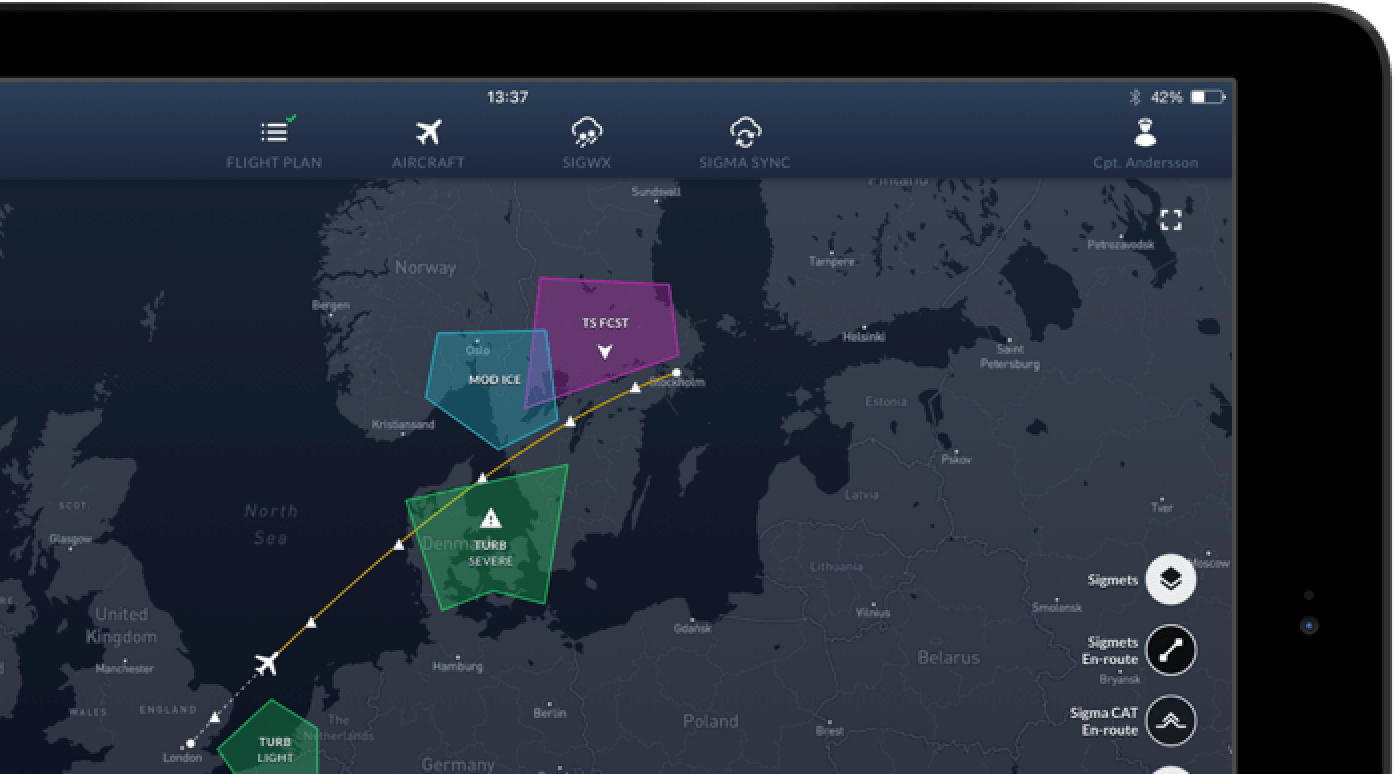 13:37
42%
FLIGHT PLAN
AIRCRAFT
SIGWX
SIGMA SYNC
Cpt. Andersson
Sundsvall
Finland
Petrozavodsk
Tampere
Norway
Bergen
TS FCST
Helsinki
Saint
Petersburg
Oslo
MOD ICE
Stockholm
Estonia
Kristiansand
Pskov
Latvia
Tver
SCOT.
North
Sea
Glasgow
Denmark
TURB
SEVERE
Lithuania
Moscow
Sigmets
Vilnius
Smolensk
United
Kingdom
Gdańsk
Sigmets
En-route
Manchester
Hamburg
Belarus
Bryansk
WALES
ENGLAND
Berlin
The
Netherlands
Poland
Brest
Sigma CAT
En-route
London
TURB
LIGHT
Germany